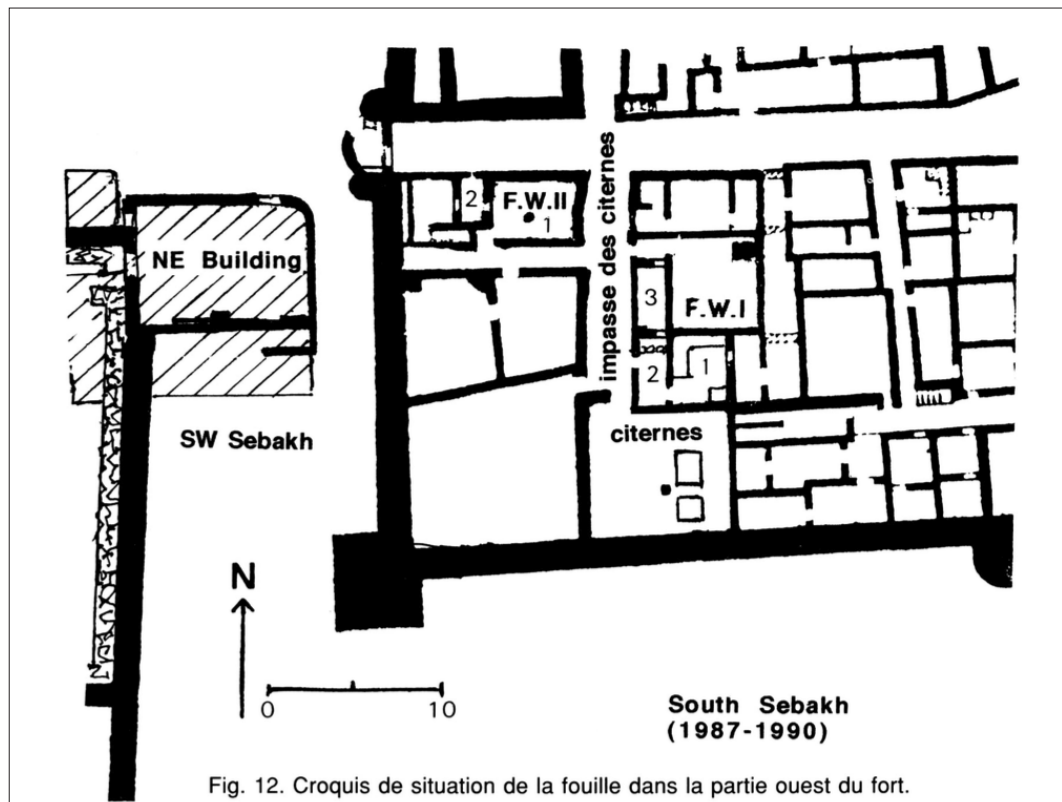 impasse des citernes
2
F.W.II
1
NE Building
3
F.W.I
2
1
SW Sebakh
citernes
N
0
10
South Sebakh
(1987-1990)
Fig. 12. Croquis de situation de la fouille dans la partie ouest du fort.